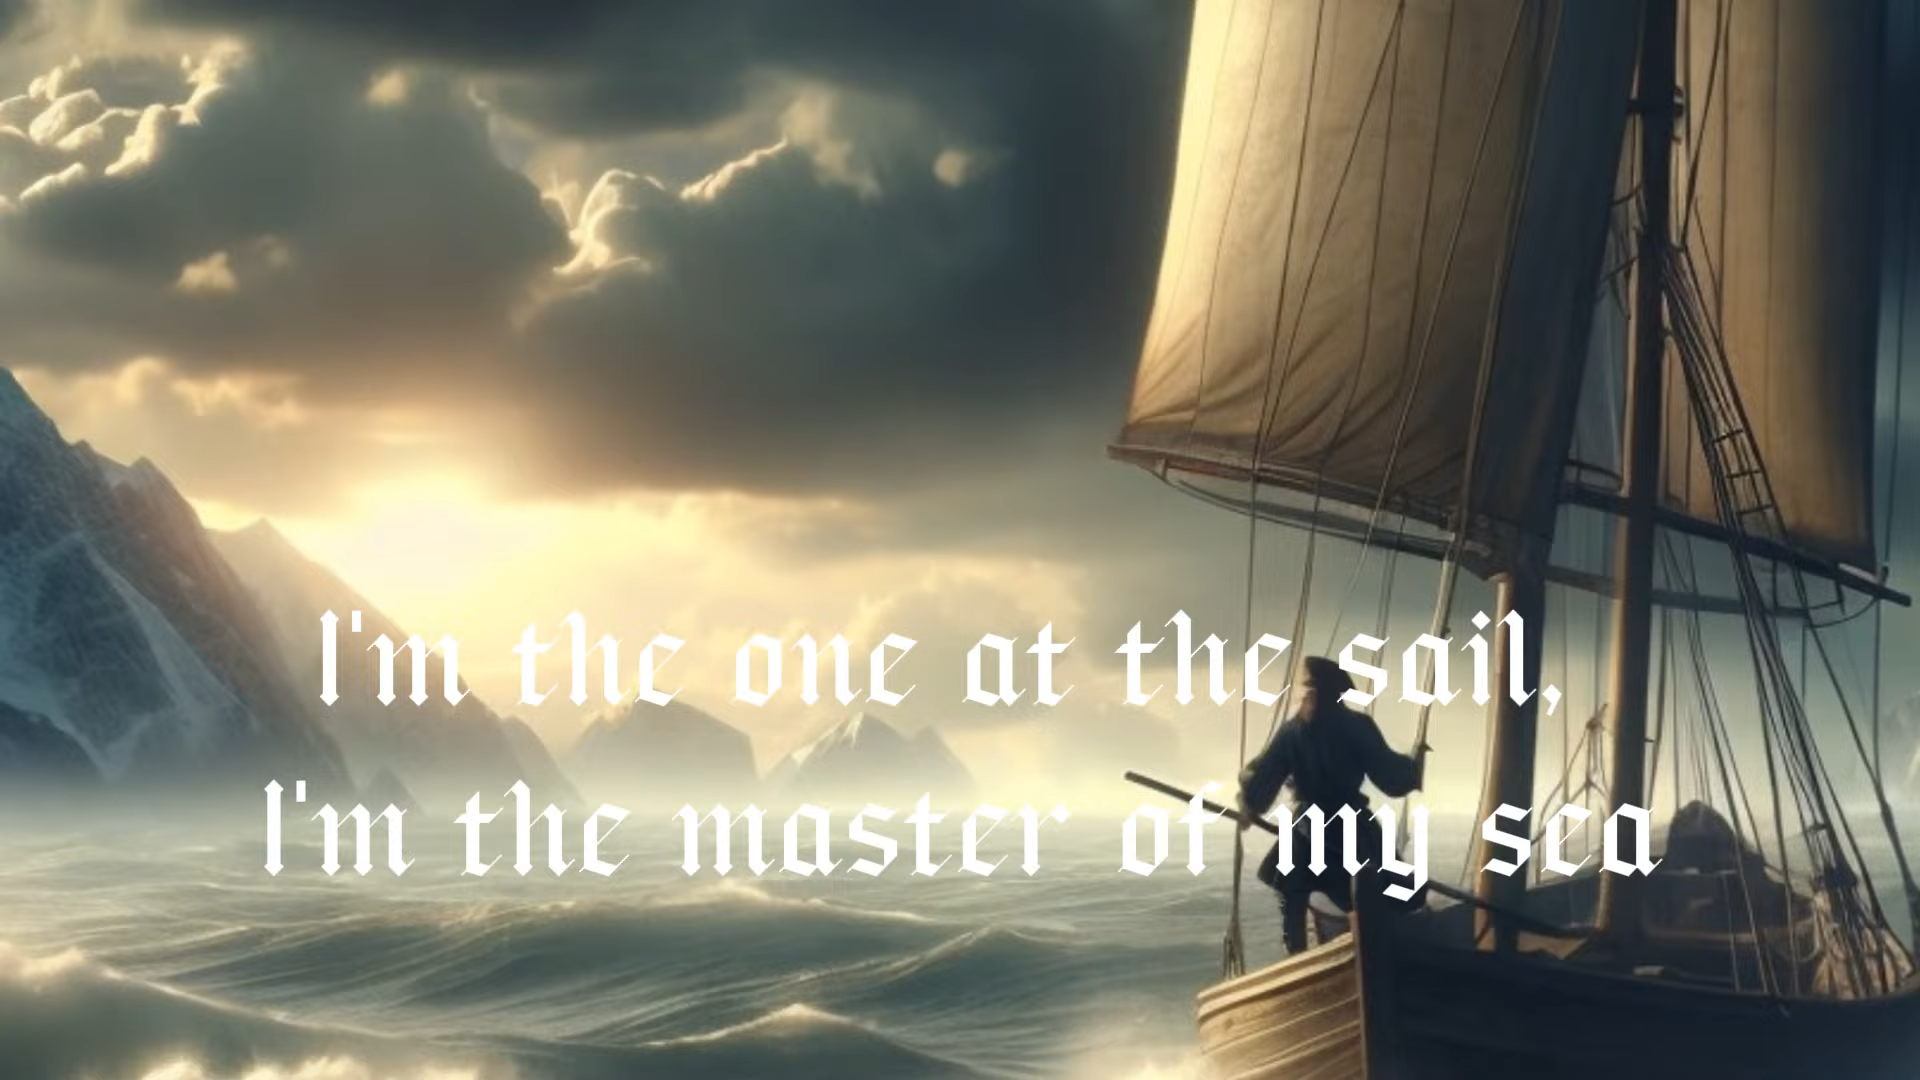 I'm the one at the sail,
I'm the master of my sea